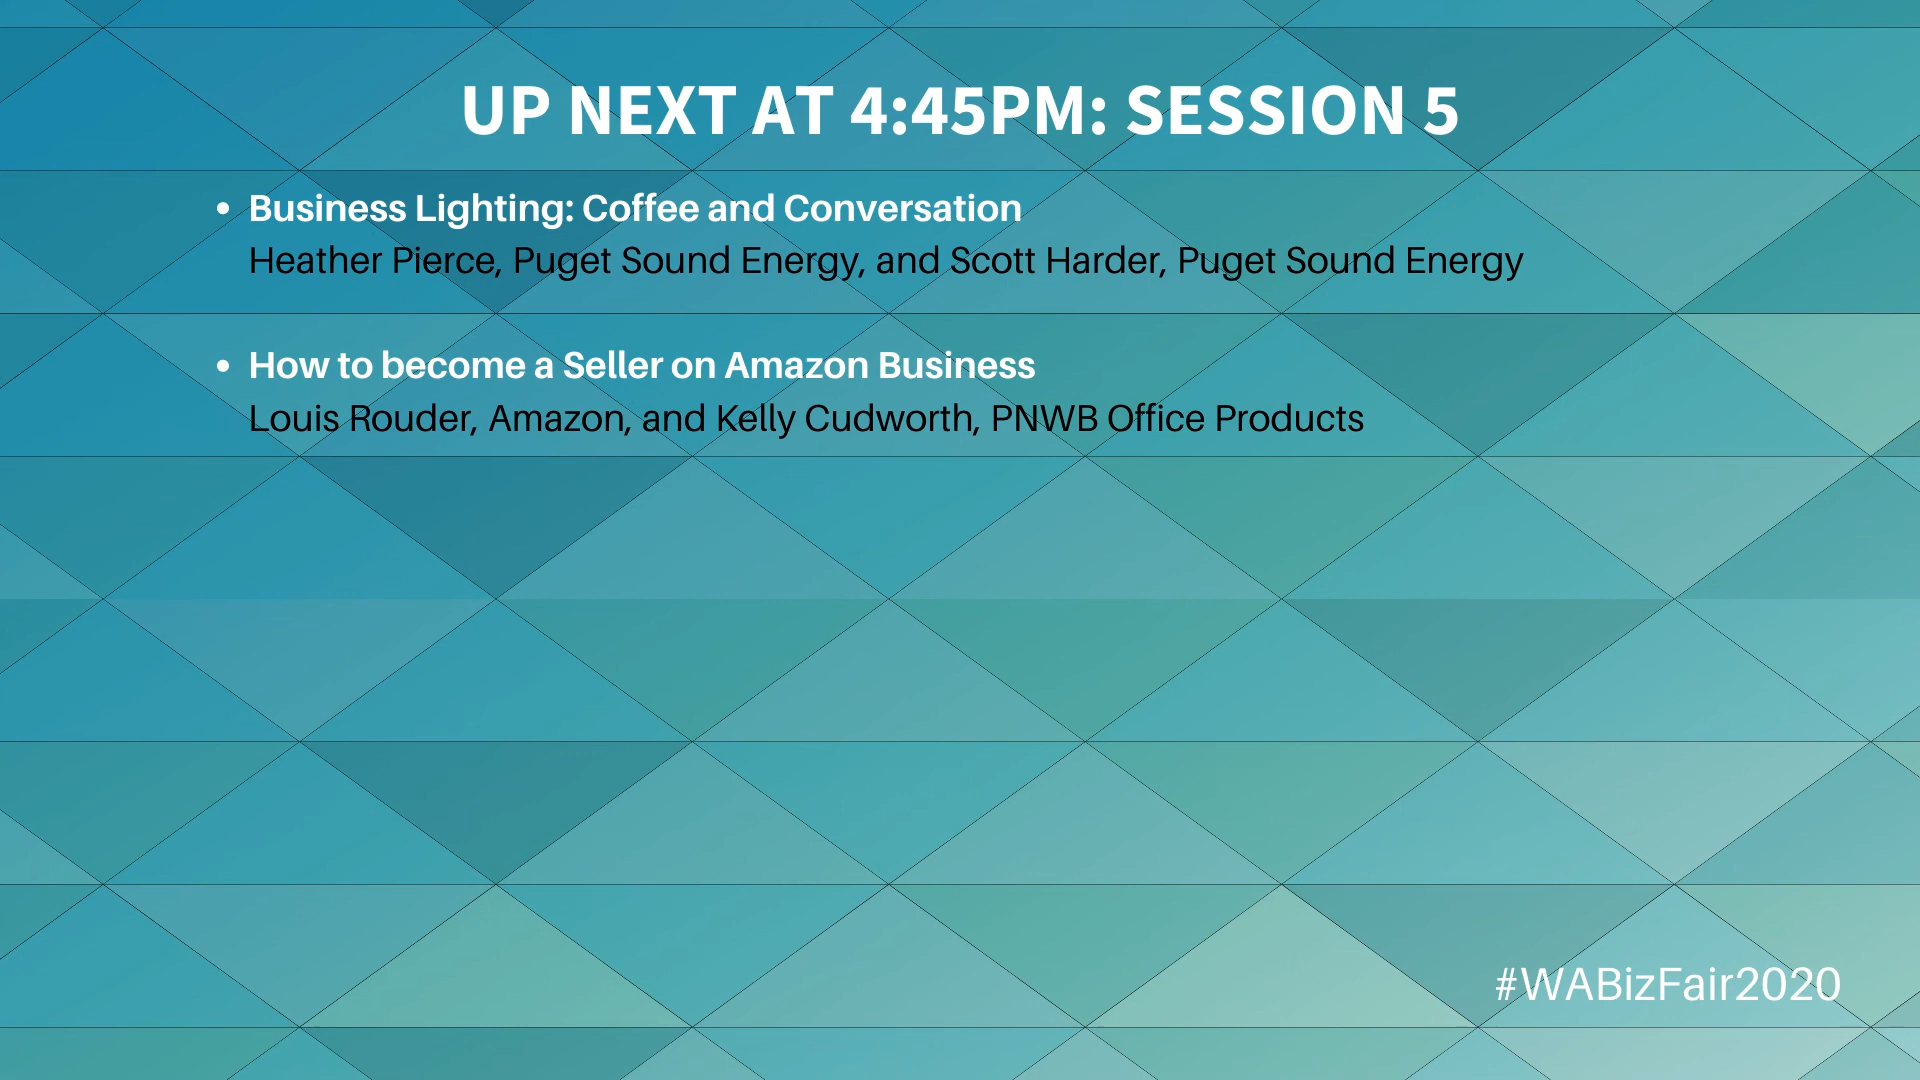 UP NEXT AT 4:45PM: SESSION 5
• Business Lighting: Coffee and Conversation
Heather Pierce, Puget Sound Energy, and Scott Harder, Puget Sound Energy
• How to become a Seller on Amazon Business
Louis Rouder, Amazon, and Kelly Cudworth, PNWB Office Products
#WABizFair2020